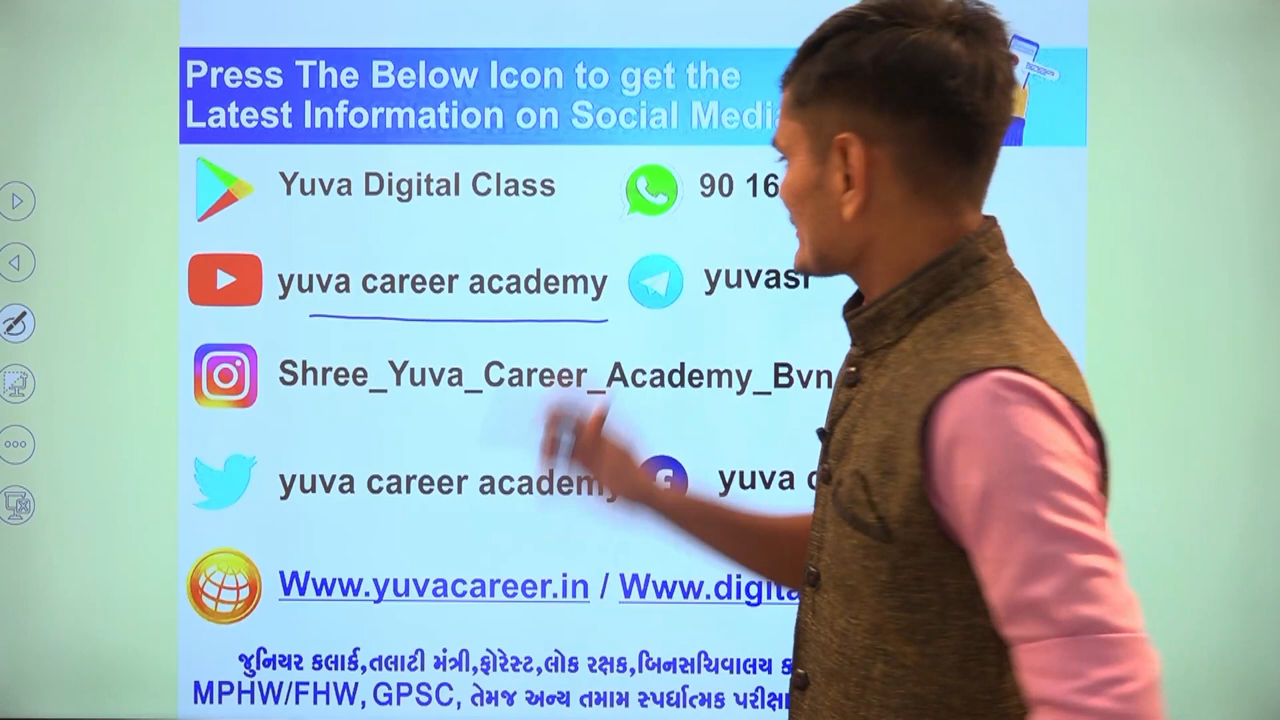 Press The Below Icon to get the
Latest Information on Social Media
Yuva Digital Class
90 16
yuva career academy
Shree_Yuva_Career_Academy_Bvn
yuva career academy
yuva
Www.yuvacareer.in / Www.digita
જુનિયર કલાર્ક,તલાટી મંત્રી,ફોરેસ્ટ,લોક રક્ષક,બિનસચિવાલય
MPHW/FHW, GPSC, તેમજ અન્ય તમામ સ્પર્ધાત્મક પરીક્ષા